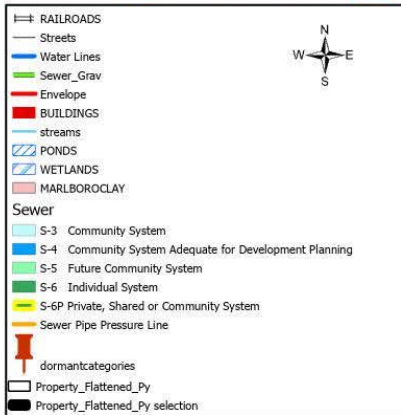 RAILROADS
Streets
Water Lines
Sewer_Grav
Envelope
BUILDINGS
streams
PONDS
WETLANDS
MARLBOROCLAY
Sewer
S-3 Community System
S-4 Community System Adequate for Development Planning
S-5 Future Community System
S-6 Individual System
S-6P Private, Shared or Community System
Sewer Pipe Pressure Line
dormantcategories
Property_Flattened_Py
Property_Flattened_Py selection
N
W E
S